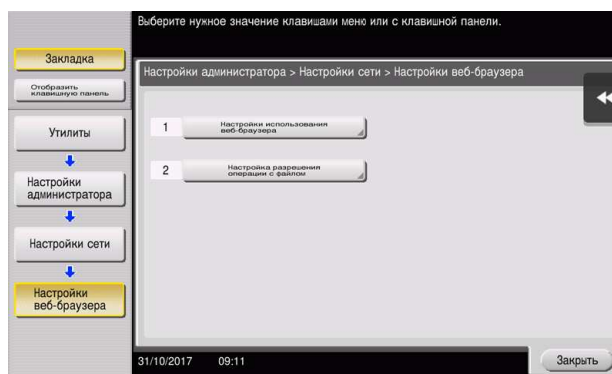 Выберите нужное значение клавишами меню или с клавишной панели.
Закладка
Отобразить
клавишную панель
Настройки администратора > Настройки сети > Настройки веб-браузера
Утилиты
Настройки
администратора
Настройки сети
Настройки
веб-браузера
1 Настройки использования
веб-браузера
2 Настройка разрешения
операции с файлом
31/10/2017 09:11
Закрыть